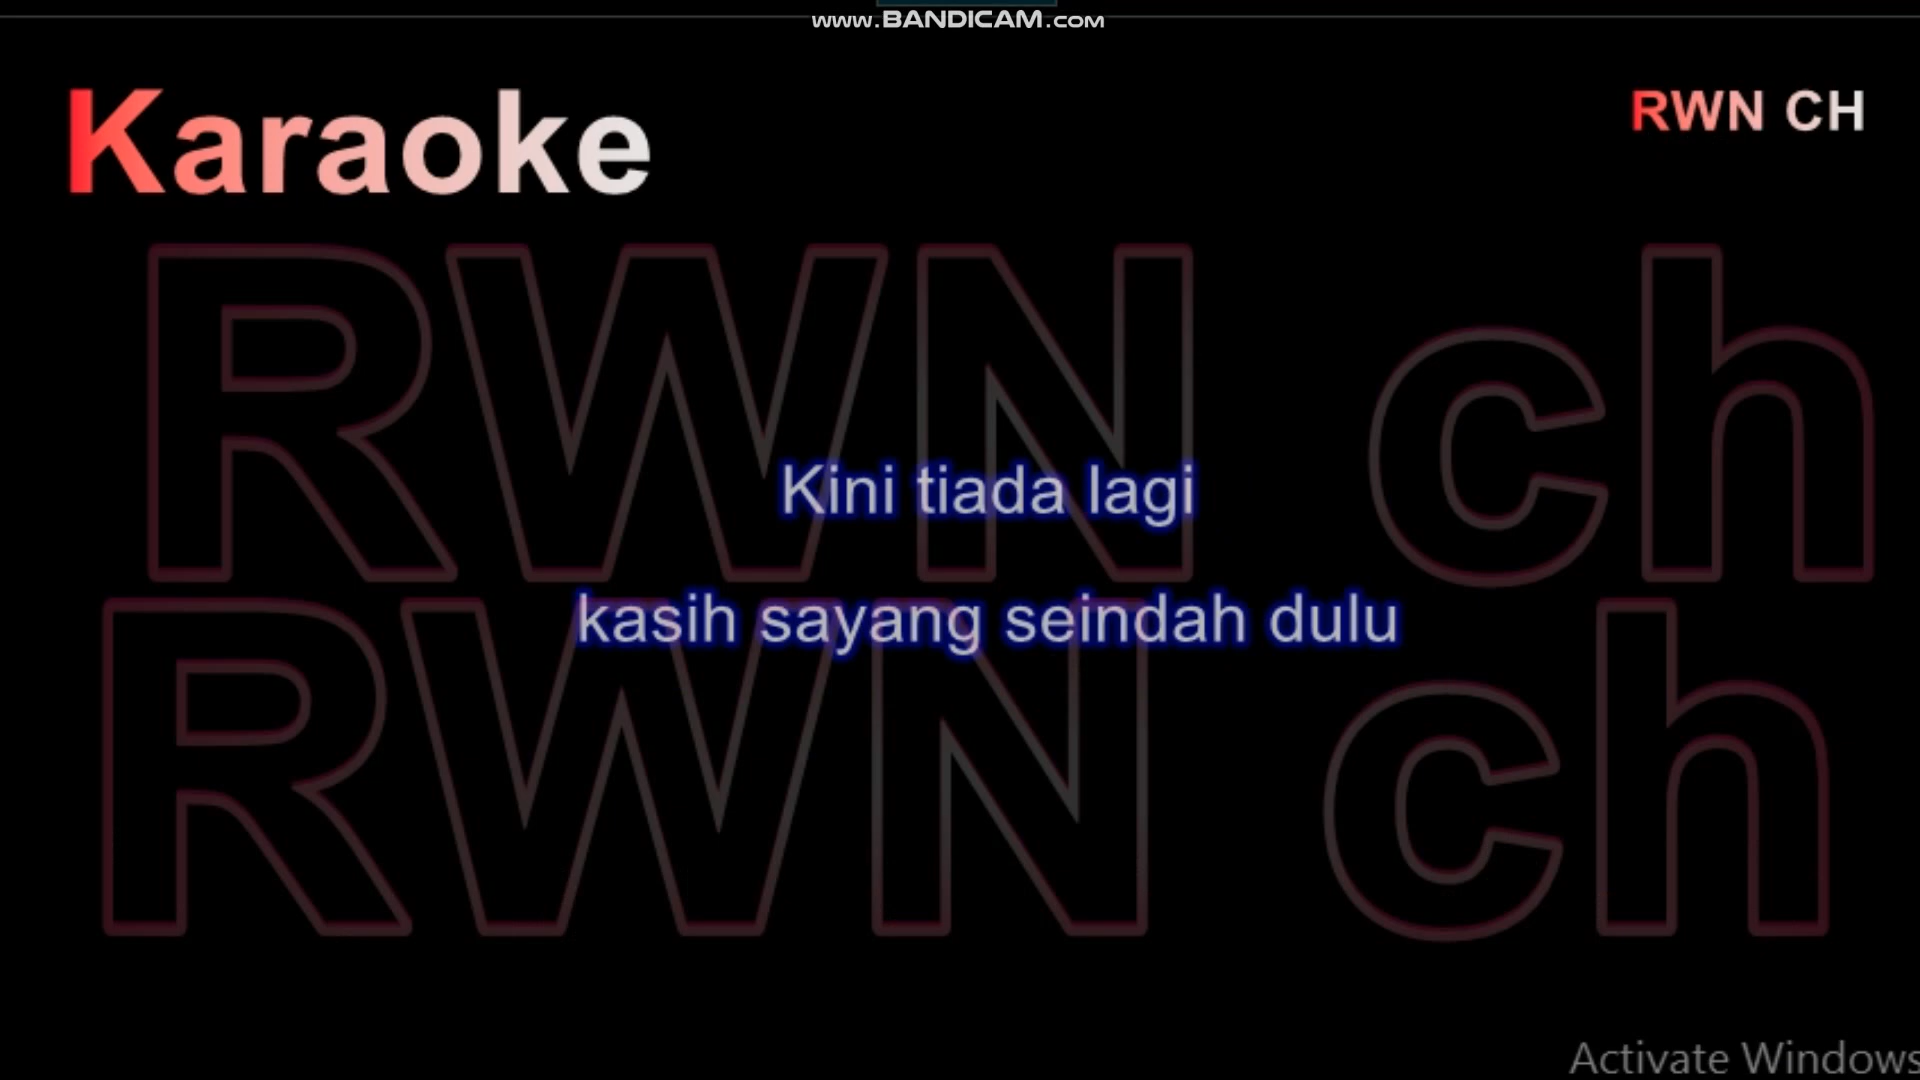 www.BANDICAM.com
Karaoke
RWN CH
RWN ch
Kini tiada lagi
kasih sayang seindah dulu
RWN ch
Activate Windows